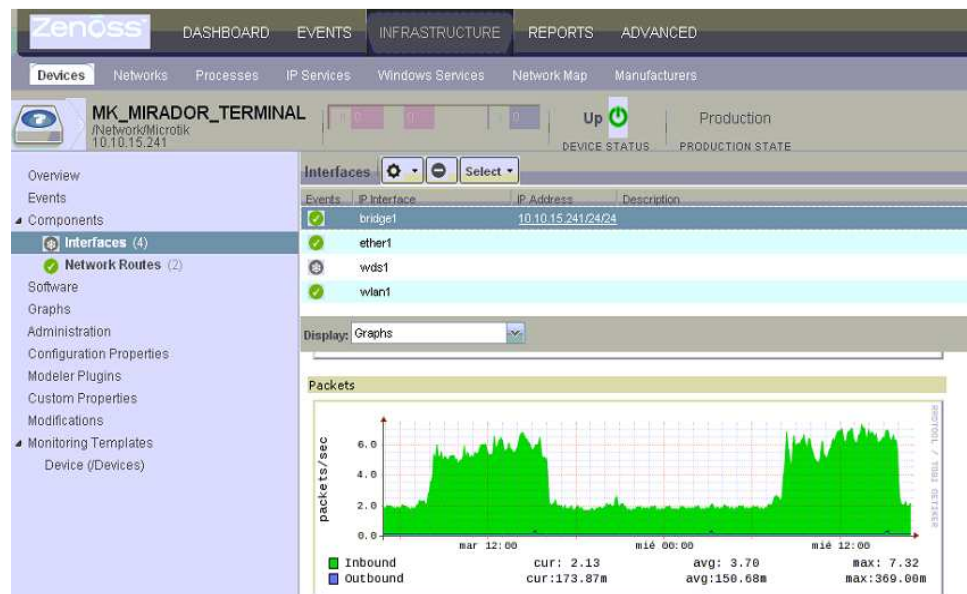 Zenoss
DASHBOARD EVENTS INFRASTRUCTURE REPORTS ADVANCED
Devices Networks Processes IP Services Windows Services Network Map Manufacturers
MK_MIRADOR_TERMINAL
/Network/Microtik
10.10.15.241
Up
DEVICE STATUS
Production
PRODUCTION STATE
Overview
Events
Components
Interfaces (4)
Network Routes (2)
Software
Graphs
Administration
Configuration Properties
Modeler Plugins
Custom Properties
Modifications
Monitoring Templates
Device (/Devices)
Interfaces Select
Events IP Interface IP Address Description
bridge1 10.10.15.241/24/24
ether1
wds1
wlan1
Display: Graphs
Packets
packets/sec
6.0
4.0
2.0
0.0
mar 12:00 mié 00:00 mié 12:00
Inbound cur: 2.13 avg: 3.70 max: 7.32
Outbound cur:173.87m avg:150.68m max:369.00m
RRDTOOL / TOBI OETIKER